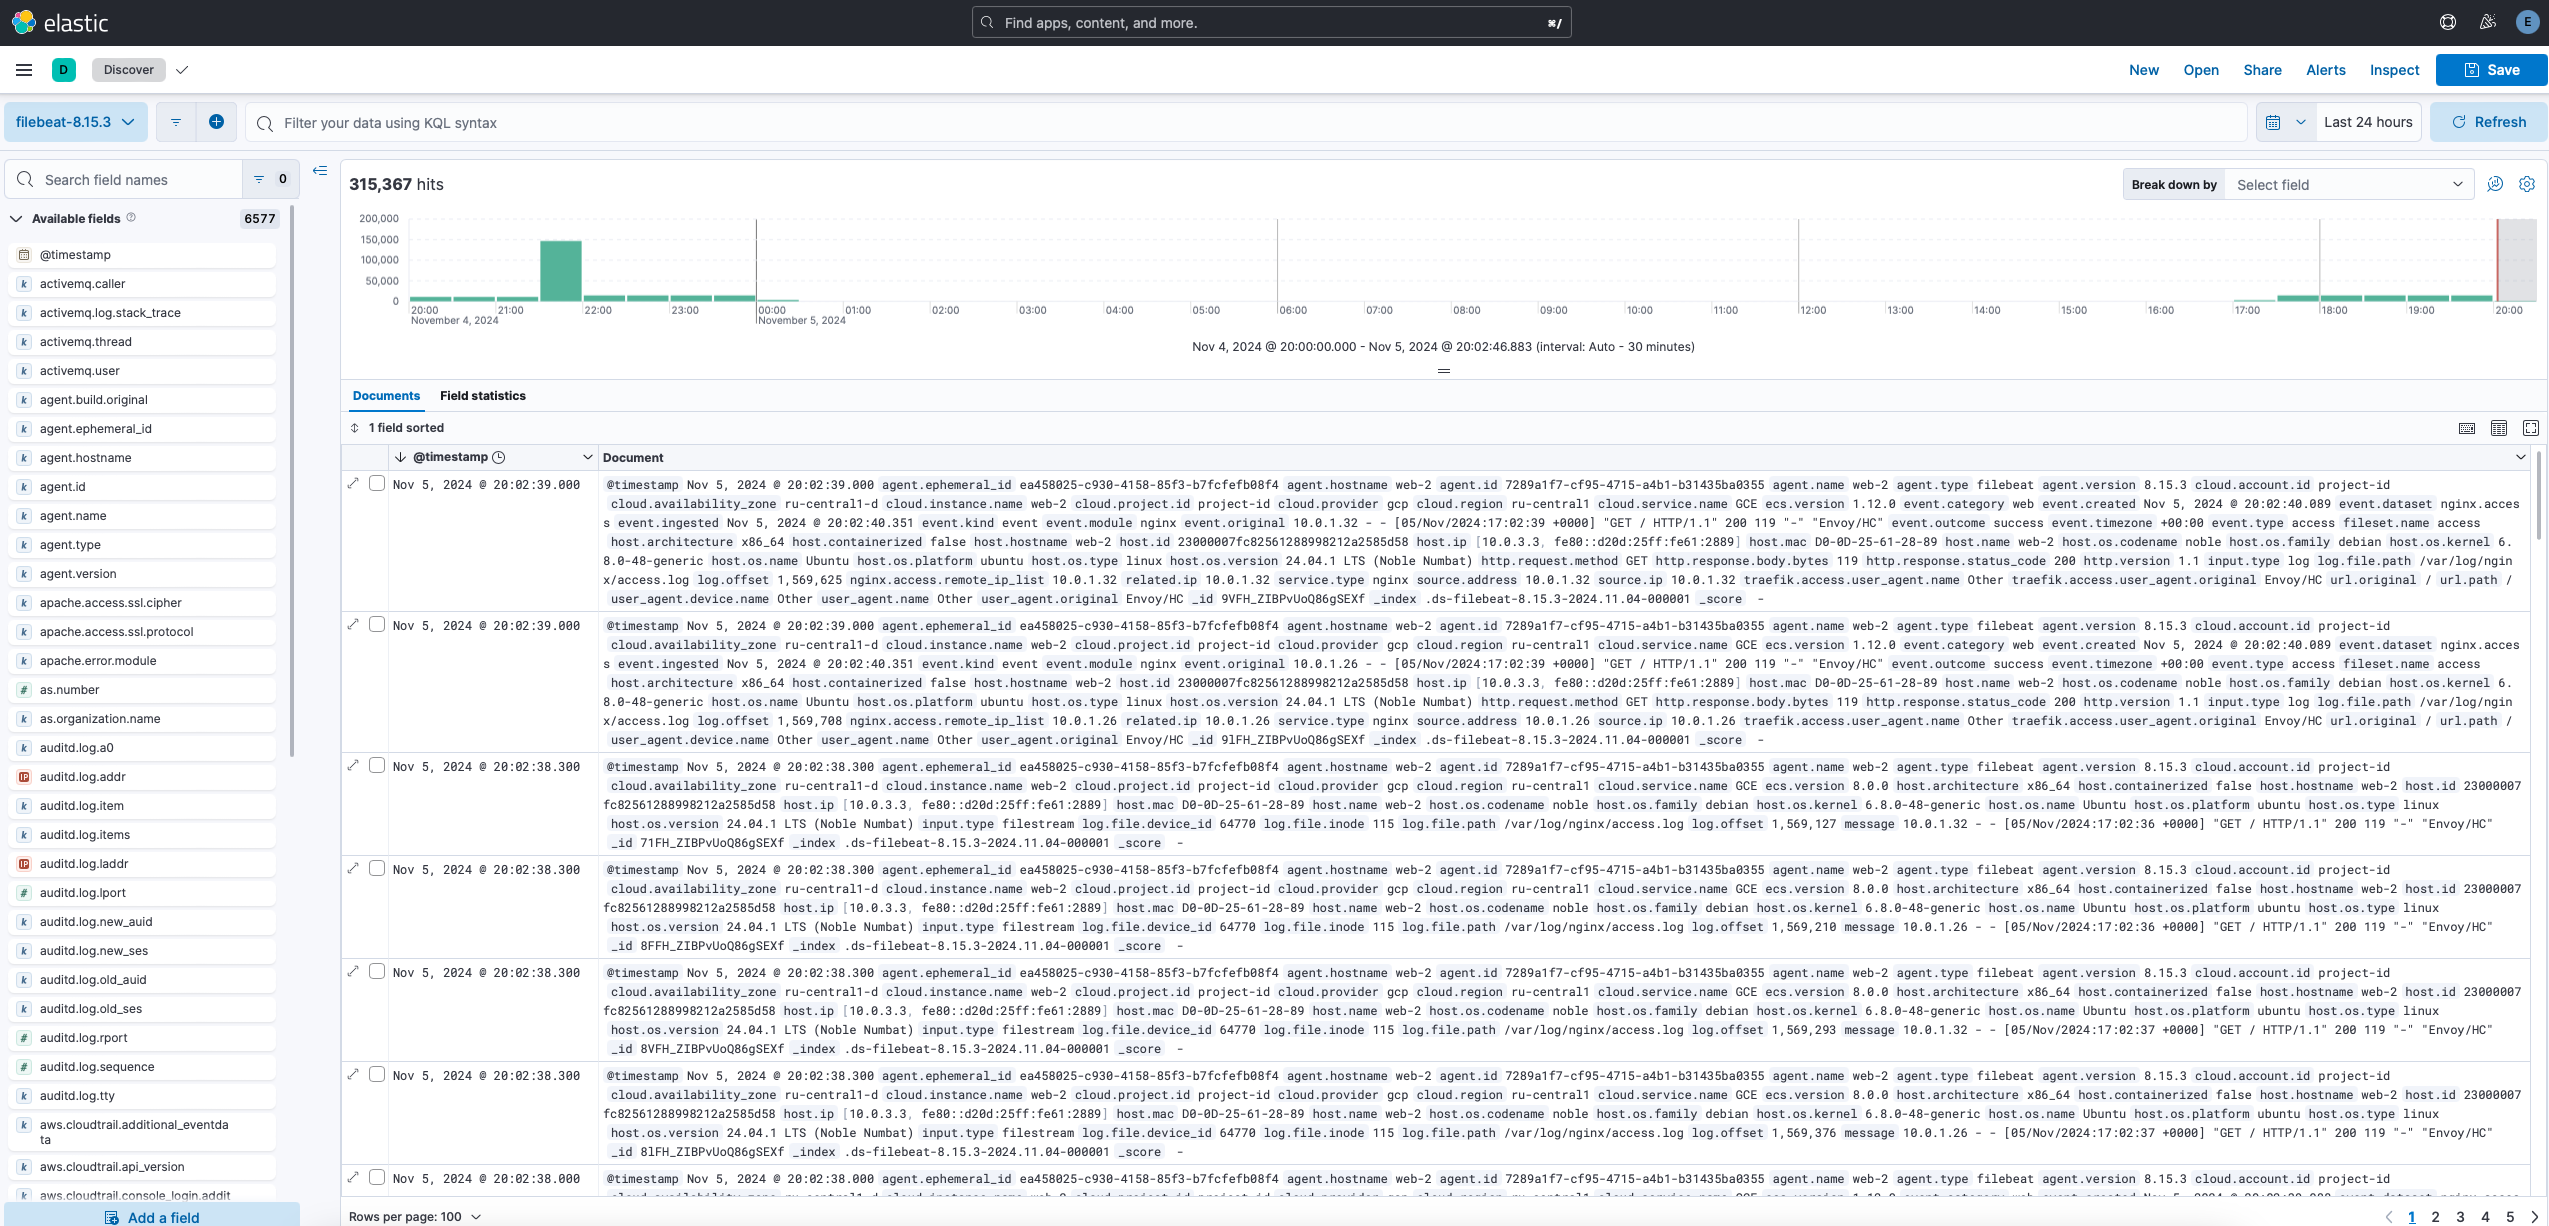 elastic
Find apps, content, and more.
⌘/
E
D
Discover
New
Open
Share
Alerts
Inspect
Save
filebeat-8.15.3
Filter your data using KQL syntax
Last 24 hours
Refresh
Search field names
0
Available fields
6577
@timestamp
activemq.caller
activemq.log.stack_trace
activemq.thread
activemq.user
agent.build.original
agent.ephemeral_id
agent.hostname
agent.id
agent.name
agent.type
agent.version
apache.access.ssl.cipher
apache.access.ssl.protocol
apache.error.module
as.number
as.organization.name
auditd.log.a0
auditd.log.addr
auditd.log.item
auditd.log.items
auditd.log.laddr
auditd.log.lport
auditd.log.new_auid
auditd.log.new_ses
auditd.log.old_auid
auditd.log.old_ses
auditd.log.rport
auditd.log.sequence
auditd.log.tty
aws.cloudtrail.additional_eventda
ta
aws.cloudtrail.api_version
aws.cloudtrail.console_login.addit
Add a field
315,367 hits
Break down by
Select field
200,000
150,000
100,000
50,000
0
20:00 21:00 22:00 23:00 00:00 01:00 02:00 03:00 04:00 05:00 06:00 07:00 08:00 09:00 10:00 11:00 12:00 13:00 14:00 15:00 16:00 17:00 18:00 19:00 20:00
November 4, 2024 November 5, 2024
Nov 4, 2024 @ 20:00:00.000 - Nov 5, 2024 @ 20:02:46.883 (interval: Auto - 30 minutes)
Documents
Field statistics
1 field sorted
@timestamp
Document
Nov 5, 2024 @ 20:02:39.000
@timestamp Nov 5, 2024 @ 20:02:39.000 agent.ephemeral_id ea458025-c930-4158-85f3-b7fcfefb08f4 agent.hostname web-2 agent.id 7289a1f7-cf95-4715-a4b1-b31435ba0355 agent.name web-2 agent.type filebeat agent.version 8.15.3 cloud.account.id project-id
cloud.availability_zone ru-central1-d cloud.instance.name web-2 cloud.project.id project-id cloud.provider gcp cloud.region ru-central1 cloud.service.name GCE ecs.version 1.12.0 event.category web event.created Nov 5, 2024 @ 20:02:40.089 event.dataset nginx.acces
s event.ingested Nov 5, 2024 @ 20:02:40.351 event.kind event event.module nginx event.original 10.0.1.32 - - [05/Nov/2024:17:02:39 +0000] "GET / HTTP/1.1" 200 119 "-" "Envoy/HC" event.outcome success event.timezone +00:00 event.type access fileset.name access
host.architecture x86_64 host.containerized false host.hostname web-2 host.id 23000007fc82561288998212a2585d58 host.ip [10.0.3.3, fe80::d20d:25ff:fe61:2889] host.mac D0-0D-25-61-28-89 host.name web-2 host.os.codename noble host.os.family debian host.os.kernel 6.
8.0-48-generic host.os.name Ubuntu host.os.platform ubuntu host.os.type linux host.os.version 24.04.1 LTS (Noble Numbat) http.request.method GET http.response.body.bytes 119 http.response.status_code 200 http.version 1.1 input.type log log.file.path /var/log/ngin
x/access.log log.offset 1,569,625 nginx.access.remote_ip_list 10.0.1.32 related.ip 10.0.1.32 service.type nginx source.address 10.0.1.32 source.ip 10.0.1.32 traefik.access.user_agent.name Other traefik.access.user_agent.original Envoy/HC url.original / url.path /
user_agent.device.name Other user_agent.name Other user_agent.original Envoy/HC _id 9VFH_ZIBPvUoQ86gSEXf _index .ds-filebeat-8.15.3-2024.11.04-000001 _score -
Nov 5, 2024 @ 20:02:39.000
@timestamp Nov 5, 2024 @ 20:02:39.000 agent.ephemeral_id ea458025-c930-4158-85f3-b7fcfefb08f4 agent.hostname web-2 agent.id 7289a1f7-cf95-4715-a4b1-b31435ba0355 agent.name web-2 agent.type filebeat agent.version 8.15.3 cloud.account.id project-id
cloud.availability_zone ru-central1-d cloud.instance.name web-2 cloud.project.id project-id cloud.provider gcp cloud.region ru-central1 cloud.service.name GCE ecs.version 1.12.0 event.category web event.created Nov 5, 2024 @ 20:02:40.089 event.dataset nginx.acces
s event.ingested Nov 5, 2024 @ 20:02:40.351 event.kind event event.module nginx event.original 10.0.1.26 - - [05/Nov/2024:17:02:39 +0000] "GET / HTTP/1.1" 200 119 "-" "Envoy/HC" event.outcome success event.timezone +00:00 event.type access fileset.name access
host.architecture x86_64 host.containerized false host.hostname web-2 host.id 23000007fc82561288998212a2585d58 host.ip [10.0.3.3, fe80::d20d:25ff:fe61:2889] host.mac D0-0D-25-61-28-89 host.name web-2 host.os.codename noble host.os.family debian host.os.kernel 6.
8.0-48-generic host.os.name Ubuntu host.os.platform ubuntu host.os.type linux host.os.version 24.04.1 LTS (Noble Numbat) http.request.method GET http.response.body.bytes 119 http.response.status_code 200 http.version 1.1 input.type log log.file.path /var/log/ngin
x/access.log log.offset 1,569,708 nginx.access.remote_ip_list 10.0.1.26 related.ip 10.0.1.26 service.type nginx source.address 10.0.1.26 source.ip 10.0.1.26 traefik.access.user_agent.name Other traefik.access.user_agent.original Envoy/HC url.original / url.path /
user_agent.device.name Other user_agent.name Other user_agent.original Envoy/HC _id 9lFH_ZIBPvUoQ86gSEXf _index .ds-filebeat-8.15.3-2024.11.04-000001 _score -
Nov 5, 2024 @ 20:02:38.300
@timestamp Nov 5, 2024 @ 20:02:38.300 agent.ephemeral_id ea458025-c930-4158-85f3-b7fcfefb08f4 agent.hostname web-2 agent.id 7289a1f7-cf95-4715-a4b1-b31435ba0355 agent.name web-2 agent.type filebeat agent.version 8.15.3 cloud.account.id project-id
cloud.availability_zone ru-central1-d cloud.instance.name web-2 cloud.project.id project-id cloud.provider gcp cloud.region ru-central1 cloud.service.name GCE ecs.version 8.0.0 host.architecture x86_64 host.containerized false host.hostname web-2 host.id 23000007
fc82561288998212a2585d58 host.ip [10.0.3.3, fe80::d20d:25ff:fe61:2889] host.mac D0-0D-25-61-28-89 host.name web-2 host.os.codename noble host.os.family debian host.os.kernel 6.8.0-48-generic host.os.name Ubuntu host.os.platform ubuntu host.os.type linux
host.os.version 24.04.1 LTS (Noble Numbat) input.type filestream log.file.device_id 64770 log.file.inode 115 log.file.path /var/log/nginx/access.log log.offset 1,569,127 message 10.0.1.32 - - [05/Nov/2024:17:02:36 +0000] "GET / HTTP/1.1" 200 119 "-" "Envoy/HC"
_id 71FH_ZIBPvUoQ86gSEXf _index .ds-filebeat-8.15.3-2024.11.04-000001 _score -
Nov 5, 2024 @ 20:02:38.300
@timestamp Nov 5, 2024 @ 20:02:38.300 agent.ephemeral_id ea458025-c930-4158-85f3-b7fcfefb08f4 agent.hostname web-2 agent.id 7289a1f7-cf95-4715-a4b1-b31435ba0355 agent.name web-2 agent.type filebeat agent.version 8.15.3 cloud.account.id project-id
cloud.availability_zone ru-central1-d cloud.instance.name web-2 cloud.project.id project-id cloud.provider gcp cloud.region ru-central1 cloud.service.name GCE ecs.version 8.0.0 host.architecture x86_64 host.containerized false host.hostname web-2 host.id 23000007
fc82561288998212a2585d58 host.ip [10.0.3.3, fe80::d20d:25ff:fe61:2889] host.mac D0-0D-25-61-28-89 host.name web-2 host.os.codename noble host.os.family debian host.os.kernel 6.8.0-48-generic host.os.name Ubuntu host.os.platform ubuntu host.os.type linux
host.os.version 24.04.1 LTS (Noble Numbat) input.type filestream log.file.device_id 64770 log.file.inode 115 log.file.path /var/log/nginx/access.log log.offset 1,569,210 message 10.0.1.26 - - [05/Nov/2024:17:02:36 +0000] "GET / HTTP/1.1" 200 119 "-" "Envoy/HC"
_id 8FFH_ZIBPvUoQ86gSEXf _index .ds-filebeat-8.15.3-2024.11.04-000001 _score -
Nov 5, 2024 @ 20:02:38.300
@timestamp Nov 5, 2024 @ 20:02:38.300 agent.ephemeral_id ea458025-c930-4158-85f3-b7fcfefb08f4 agent.hostname web-2 agent.id 7289a1f7-cf95-4715-a4b1-b31435ba0355 agent.name web-2 agent.type filebeat agent.version 8.15.3 cloud.account.id project-id
cloud.availability_zone ru-central1-d cloud.instance.name web-2 cloud.project.id project-id cloud.provider gcp cloud.region ru-central1 cloud.service.name GCE ecs.version 8.0.0 host.architecture x86_64 host.containerized false host.hostname web-2 host.id 23000007
fc82561288998212a2585d58 host.ip [10.0.3.3, fe80::d20d:25ff:fe61:2889] host.mac D0-0D-25-61-28-89 host.name web-2 host.os.codename noble host.os.family debian host.os.kernel 6.8.0-48-generic host.os.name Ubuntu host.os.platform ubuntu host.os.type linux
host.os.version 24.04.1 LTS (Noble Numbat) input.type filestream log.file.device_id 64770 log.file.inode 115 log.file.path /var/log/nginx/access.log log.offset 1,569,293 message 10.0.1.32 - - [05/Nov/2024:17:02:37 +0000] "GET / HTTP/1.1" 200 119 "-" "Envoy/HC"
_id 8VFH_ZIBPvUoQ86gSEXf _index .ds-filebeat-8.15.3-2024.11.04-000001 _score -
Nov 5, 2024 @ 20:02:38.300
@timestamp Nov 5, 2024 @ 20:02:38.300 agent.ephemeral_id ea458025-c930-4158-85f3-b7fcfefb08f4 agent.hostname web-2 agent.id 7289a1f7-cf95-4715-a4b1-b31435ba0355 agent.name web-2 agent.type filebeat agent.version 8.15.3 cloud.account.id project-id
cloud.availability_zone ru-central1-d cloud.instance.name web-2 cloud.project.id project-id cloud.provider gcp cloud.region ru-central1 cloud.service.name GCE ecs.version 8.0.0 host.architecture x86_64 host.containerized false host.hostname web-2 host.id 23000007
fc82561288998212a2585d58 host.ip [10.0.3.3, fe80::d20d:25ff:fe61:2889] host.mac D0-0D-25-61-28-89 host.name web-2 host.os.codename noble host.os.family debian host.os.kernel 6.8.0-48-generic host.os.name Ubuntu host.os.platform ubuntu host.os.type linux
host.os.version 24.04.1 LTS (Noble Numbat) input.type filestream log.file.device_id 64770 log.file.inode 115 log.file.path /var/log/nginx/access.log log.offset 1,569,376 message 10.0.1.26 - - [05/Nov/2024:17:02:37 +0000] "GET / HTTP/1.1" 200 119 "-" "Envoy/HC"
_id 8lFH_ZIBPvUoQ86gSEXf _index .ds-filebeat-8.15.3-2024.11.04-000001 _score -
Nov 5, 2024 @ 20:02:38.000
@timestamp Nov 5, 2024 @ 20:02:38.000 agent.ephemeral_id ea458025-c930-4158-85f3-b7fcfefb08f4 agent.hostname web-2 agent.id 7289a1f7-cf95-4715-a4b1-b31435ba0355 agent.name web-2 agent.type filebeat agent.version 8.15.3 cloud.account.id project-id
Rows per page: 100
1 2 3 4 5